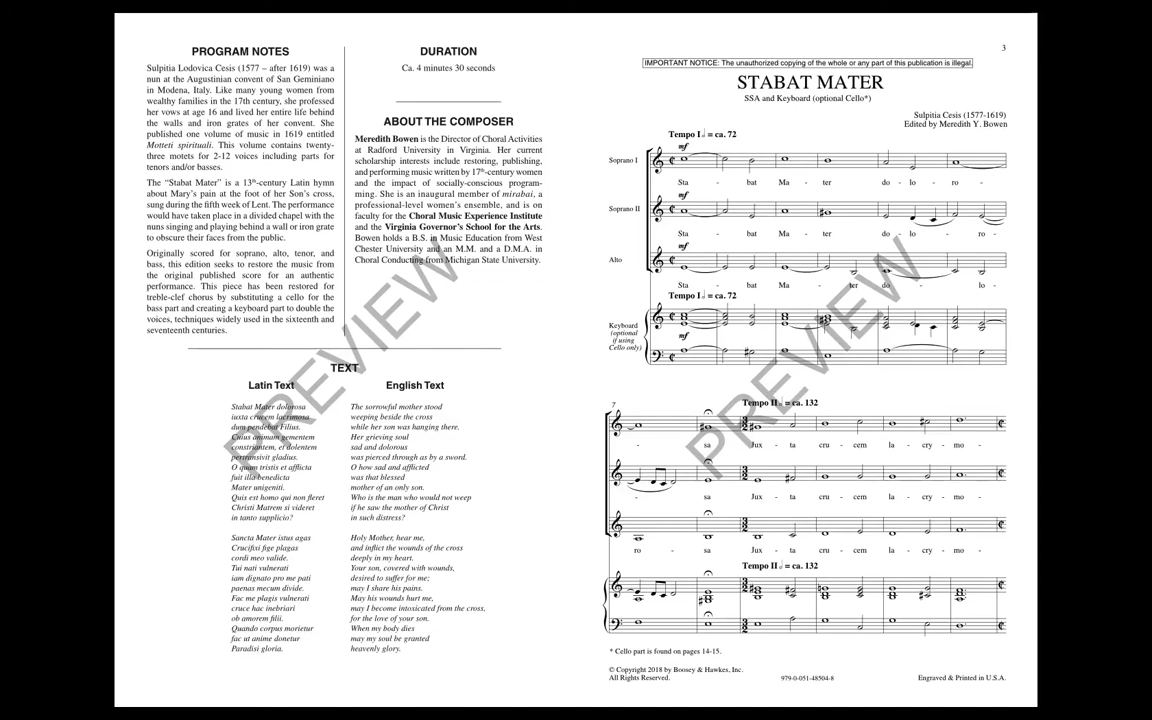 PROGRAM NOTES
Sulpitia Lodovica Cesis (1577 – after 1619) was a
nun at the Augustinian convent of San Geminiano
in Modena, Italy. Like many young women from
wealthy families in the 17th century, she professed
her vows at age 16 and lived her entire life behind
the walls and iron grates of her convent. She
published one volume of music in 1619 entitled
Motteti spirituali. This volume contains twenty-
three motets for 2-12 voices including parts for
tenors and/or basses.
The “Stabat Mater” is a 13th-century Latin hymn
about Mary’s pain at the foot of her Son’s cross,
sung during the fifth week of Lent. The performance
would have taken place in a divided chapel with the
nuns singing and playing behind a wall or iron grate
to obscure their faces from the public.
Originally scored for soprano, alto, tenor, and
bass, this edition seeks to restore the music from
the original published score for an authentic
performance. This piece has been restored for
treble-clef chorus by substituting a cello for the
bass part and creating a keyboard part to double the
voices, techniques widely used in the sixteenth and
seventeenth centuries.
DURATION
Ca. 4 minutes 30 seconds
ABOUT THE COMPOSER
Meredith Bowen is the Director of Choral Activities
at Radford University in Virginia. Her current
scholarship interests include restoring, publishing,
and performing music written by 17th-century women
and the impact of socially-conscious program-
ming. She is an inaugural member of mirabai, a
professional-level women’s ensemble, and is on
faculty for the Choral Music Experience Institute
and the Virginia Governor’s School for the Arts.
Bowen holds a B.S. in Music Education from West
Chester University and an M.M. and a D.M.A. in
Choral Conducting from Michigan State University.
TEXT
Latin Text
Stabat Mater dolorosa
iuxta crucem lacrimosa
dum pendebat Filius.
Cuius animam gementem
constriantem, et dolentem
pertransivit gladius.
O quam tristis et afflicta
fuit illa benedicta
Mater unigeniti.
Quis est homo qui non fleret
Christi Matrem si videret
in tanto supplicio?
Sancta Mater istus agas
Crucifixi fige plagas
cordi meo valide.
Tui nati vulnerati
iam dignato pro me pati
paenas mecum divide.
Fac me plagis vulnerati
cruce hac inebriari
ob amorem filii.
Quando corpus morietur
fac ut anime donetur
Paradisi gloria.
English Text
The sorrowful mother stood
weeping beside the cross
while her son was hanging there.
Her grieving soul
sad and dolorous
was pierced through as by a sword.
O how sad and afflicted
was that blessed
mother of an only son.
Who is the man who would not weep
if he saw the mother of Christ
in such distress?
Holy Mother, hear me,
and inflict the wounds of the cross
deeply in my heart.
Your son, covered with wounds,
desired to suffer for me;
may I share his pains.
May his wounds hurt me,
may I become intoxicated from the cross,
for the love of your son.
When my body dies
may my soul be granted
heavenly glory.
PREVIEW
3
IMPORTANT NOTICE: The unauthorized copying of the whole or any part of this publication is illegal.
STABAT MATER
SSA and Keyboard (optional Cello*)
Sulpitia Cesis (1577-1619)
Edited by Meredith Y. Bowen
Tempo I = ca. 72
mf
Soprano I
Sta - bat Ma - ter do - lo - ro -
mf
Soprano II
Sta - bat Ma - ter do - lo - ro -
mf
Alto
Sta - bat Ma - ter do - lo -
Tempo I = ca. 72
Keyboard
(optional
if using
Cello only)
mf
7
Tempo II = ca. 132
- sa Jux - ta cru - cem la - cry - mo -
- sa Jux - ta cru - cem la - cry - mo -
ro - sa Jux - ta cru - cem la - cry - mo -
Tempo II = ca. 132
* Cello part is found on pages 14-15.
© Copyright 2018 by Boosey & Hawkes, Inc.
All Rights Reserved.
979-0-051-48504-8
Engraved & Printed in U.S.A.
PREVIEW